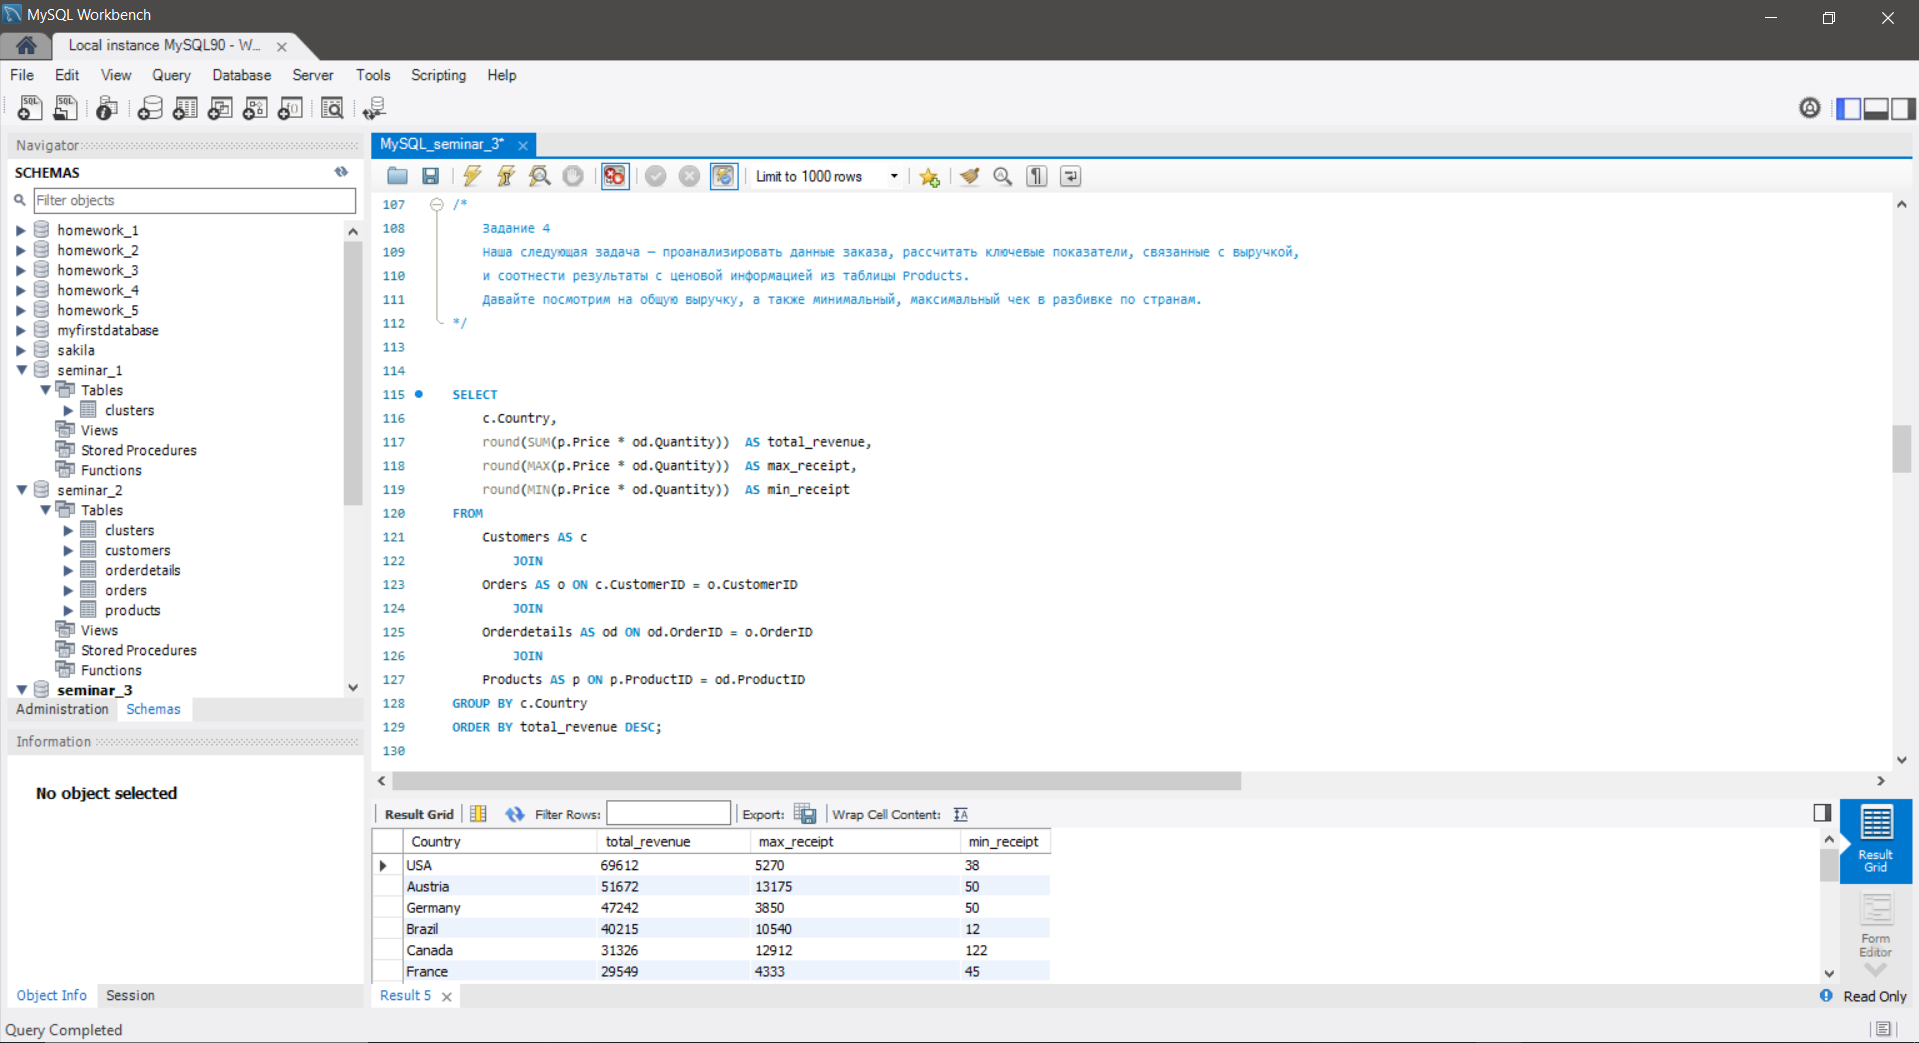 MySQL Workbench
Local instance MySQL90 - W...
File Edit View Query Database Server Tools Scripting Help
Navigator
SCHEMAS
Filter objects
homework_1
homework_2
homework_3
homework_4
homework_5
myfirstdatabase
sakila
seminar_1
Tables
clusters
Views
Stored Procedures
Functions
seminar_2
Tables
clusters
customers
orderdetails
orders
products
Views
Stored Procedures
Functions
seminar_3
Administration Schemas
Information
No object selected
Object Info Session
MySQL_seminar_3*
Limit to 1000 rows
107 /*
108 Задание 4
109 Наша следующая задача — проанализировать данные заказа, рассчитать ключевые показатели, связанные с выручкой,
110 и соотнести результаты с ценовой информацией из таблицы Products.
111 Давайте посмотрим на общую выручку, а также минимальный, максимальный чек в разбивке по странам.
112 */
113
114
115 SELECT
116 c.Country,
117 round(SUM(p.Price * od.Quantity)) AS total_revenue,
118 round(MAX(p.Price * od.Quantity)) AS max_receipt,
119 round(MIN(p.Price * od.Quantity)) AS min_receipt
120 FROM
121 Customers AS c
122 JOIN
123 Orders AS o ON c.CustomerID = o.CustomerID
124 JOIN
125 Orderdetails AS od ON od.OrderID = o.OrderID
126 JOIN
127 Products AS p ON p.ProductID = od.ProductID
128 GROUP BY c.Country
129 ORDER BY total_revenue DESC;
130
Result Grid Filter Rows: Export: Wrap Cell Content:
Country total_revenue max_receipt min_receipt
USA 69612 5270 38
Austria 51672 13175 50
Germany 47242 3850 50
Brazil 40215 10540 12
Canada 31326 12912 122
France 29549 4333 45
Result
Grid
Form
Editor
Result 5
Read Only
Query Completed